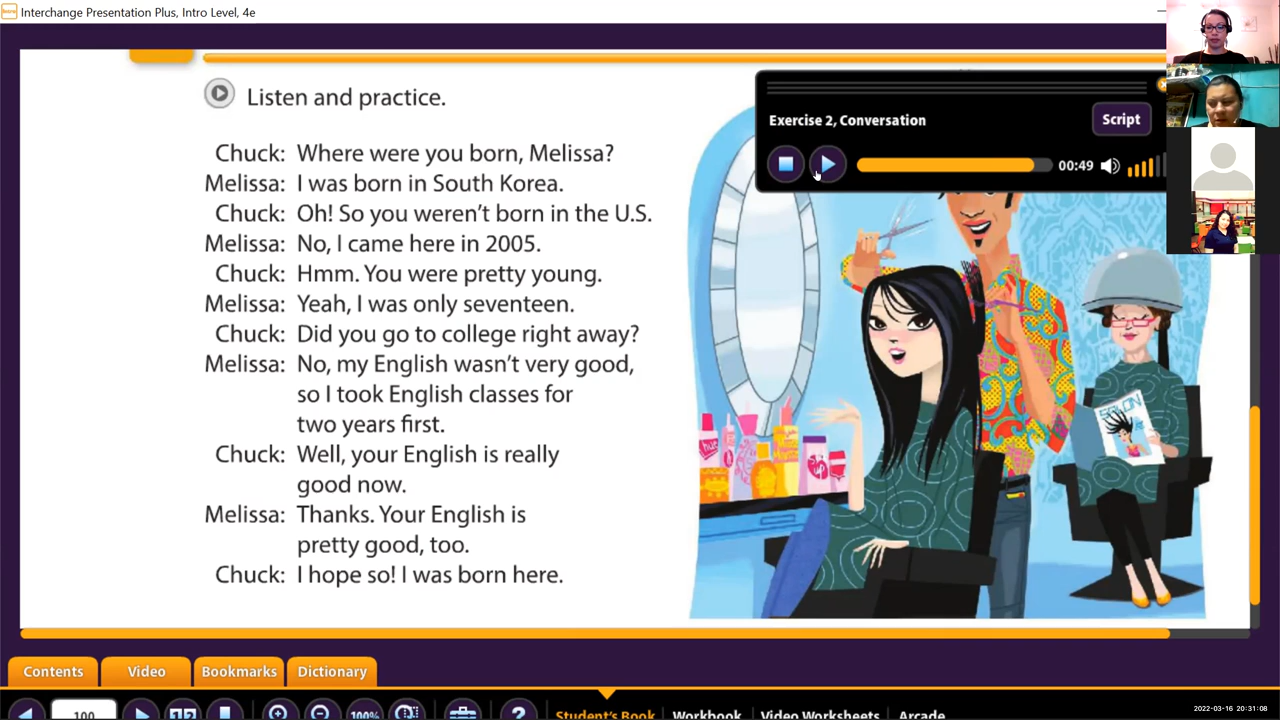 Interchange Presentation Plus, Intro Level, 4e
Listen and practice.
Exercise 2, Conversation
Script
00:49
Chuck: Where were you born, Melissa?
Melissa: I was born in South Korea.
Chuck: Oh! So you weren't born in the U.S.
Melissa: No, I came here in 2005.
Chuck: Hmm. You were pretty young.
Melissa: Yeah, I was only seventeen.
Chuck: Did you go to college right away?
Melissa: No, my English wasn't very good,
so I took English classes for
two years first.
Chuck: Well, your English is really
good now.
Melissa: Thanks. Your English is
pretty good, too.
Chuck: I hope so! I was born here.
SALON
Contents Video Bookmarks Dictionary
100
100%
?
Student's Book Workbook Video Worksheets Arcade
2022-03-16 20:31:08